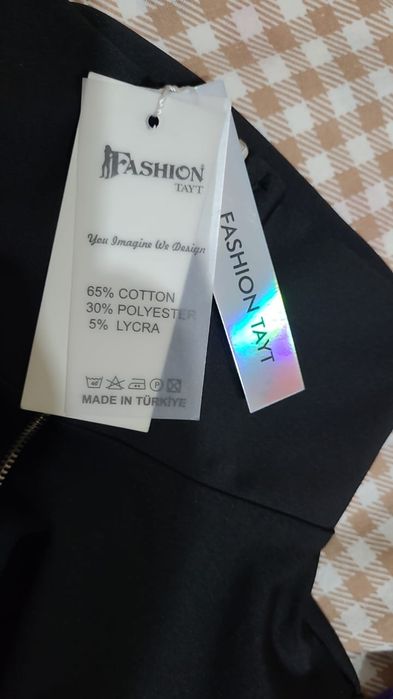 FASHION
TAYT
You Imagine We Design
65% COTTON
30% POLYESTER
5% LYCRA
MADE IN TÜRKİYE
FASHION TAYT